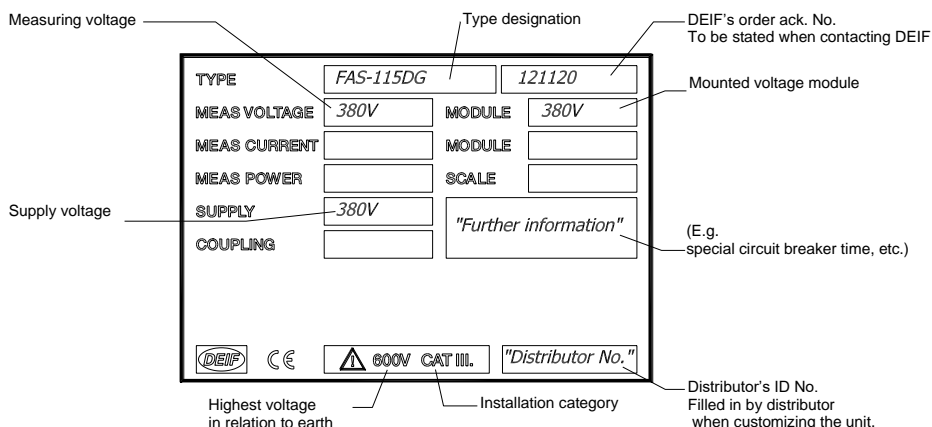 Measuring voltage
Type designation
DEIF's order ack. No.
To be stated when contacting DEIF
TYPE FAS-115DG 121120
Mounted voltage module
MEAS VOLTAGE 380V MODULE 380V
MEAS CURRENT MODULE
MEAS POWER SCALE
Supply voltage
SUPPLY 380V "Further information"
COUPLING
(E.g.
special circuit breaker time, etc.)
DEIF CE 600V CAT III. "Distributor No."
Highest voltage
in relation to earth
Installation category
Distributor's ID No.
Filled in by distributor
when customizing the unit.